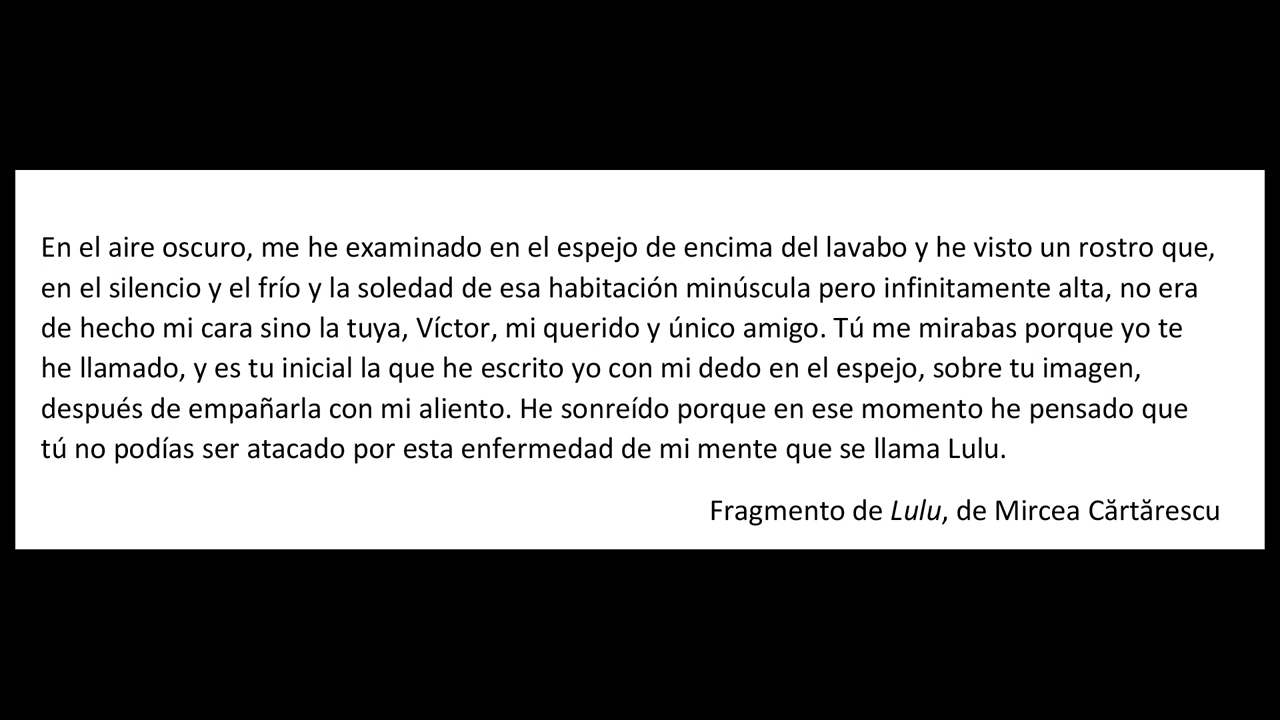 En el aire oscuro, me he examinado en el espejo de encima del lavabo y he visto un rostro que,
en el silencio y el frío y la soledad de esa habitación minúscula pero infinitamente alta, no era
de hecho mi cara sino la tuya, Víctor, mi querido y único amigo. Tú me mirabas porque yo te
he llamado, y es tu inicial la que he escrito yo con mi dedo en el espejo, sobre tu imagen,
después de empañarla con mi aliento. He sonreído porque en ese momento he pensado que
tú no podías ser atacado por esta enfermedad de mi mente que se llama Lulu.
Fragmento de Lulu, de Mircea Cărtărescu